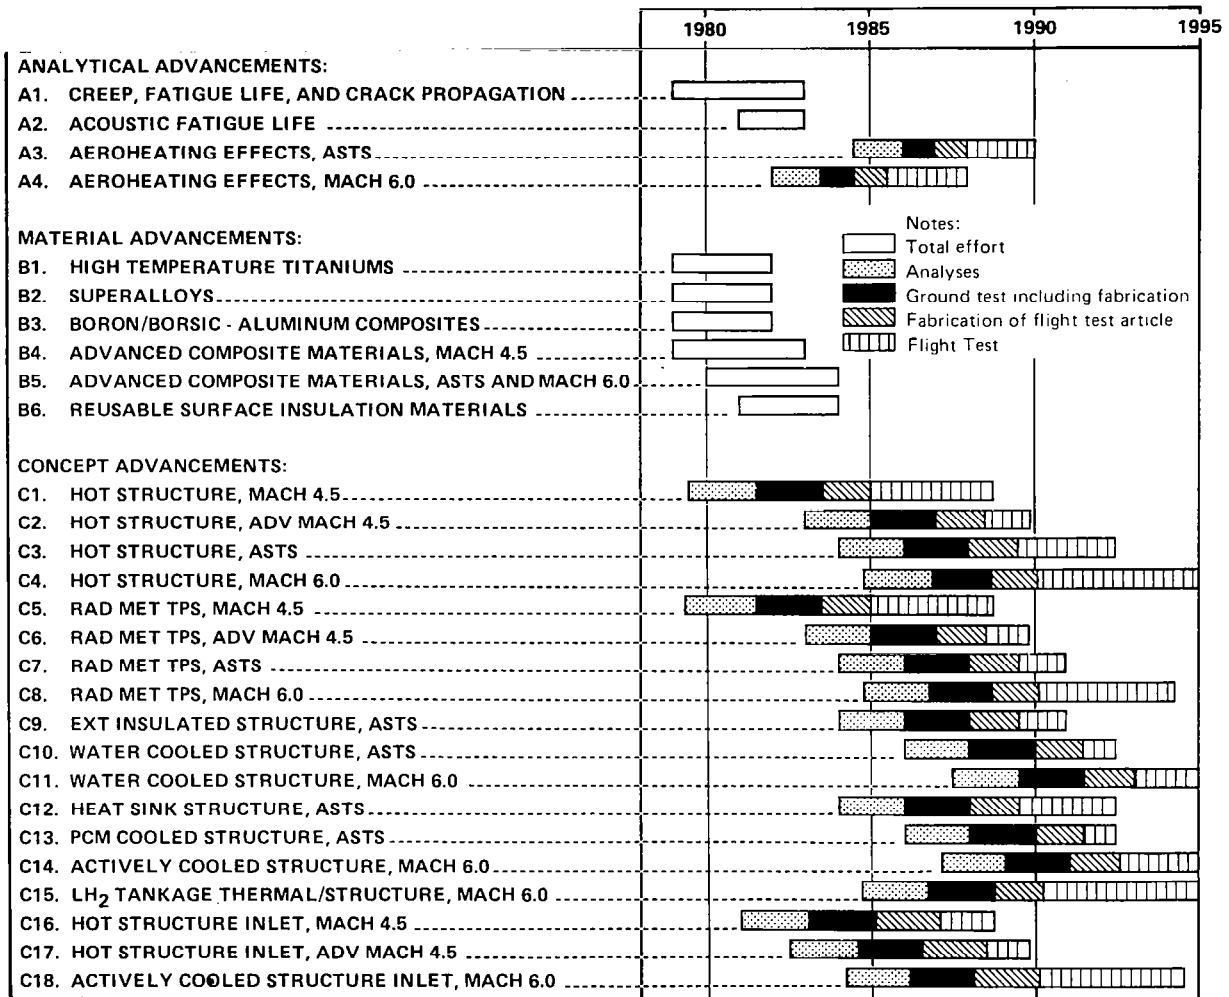 1980 1985 1990 1995
ANALYTICAL ADVANCEMENTS:
A1. CREEP, FATIGUE LIFE, AND CRACK PROPAGATION
A2. ACOUSTIC FATIGUE LIFE
A3. AEROHEATING EFFECTS, ASTS
A4. AEROHEATING EFFECTS, MACH 6.0
MATERIAL ADVANCEMENTS:
B1. HIGH TEMPERATURE TITANIUMS
B2. SUPERALLOYS
B3. BORON/BORSIC - ALUMINUM COMPOSITES
B4. ADVANCED COMPOSITE MATERIALS, MACH 4.5
B5. ADVANCED COMPOSITE MATERIALS, ASTS AND MACH 6.0
B6. REUSABLE SURFACE INSULATION MATERIALS
Notes:
Total effort
Analyses
Ground test including fabrication
Fabrication of flight test article
Flight Test
CONCEPT ADVANCEMENTS:
C1. HOT STRUCTURE, MACH 4.5
C2. HOT STRUCTURE, ADV MACH 4.5
C3. HOT STRUCTURE, ASTS
C4. HOT STRUCTURE, MACH 6.0
C5. RAD MET TPS, MACH 4.5
C6. RAD MET TPS, ADV MACH 4.5
C7. RAD MET TPS, ASTS
C8. RAD MET TPS, MACH 6.0
C9. EXT INSULATED STRUCTURE, ASTS
C10. WATER COOLED STRUCTURE, ASTS
C11. WATER COOLED STRUCTURE, MACH 6.0
C12. HEAT SINK STRUCTURE, ASTS
C13. PCM COOLED STRUCTURE, ASTS
C14. ACTIVELY COOLED STRUCTURE, MACH 6.0
C15. LH₂ TANKAGE THERMAL/STRUCTURE, MACH 6.0
C16. HOT STRUCTURE INLET, MACH 4.5
C17. HOT STRUCTURE INLET, ADV MACH 4.5
C18. ACTIVELY COOLED STRUCTURE INLET, MACH 6.0